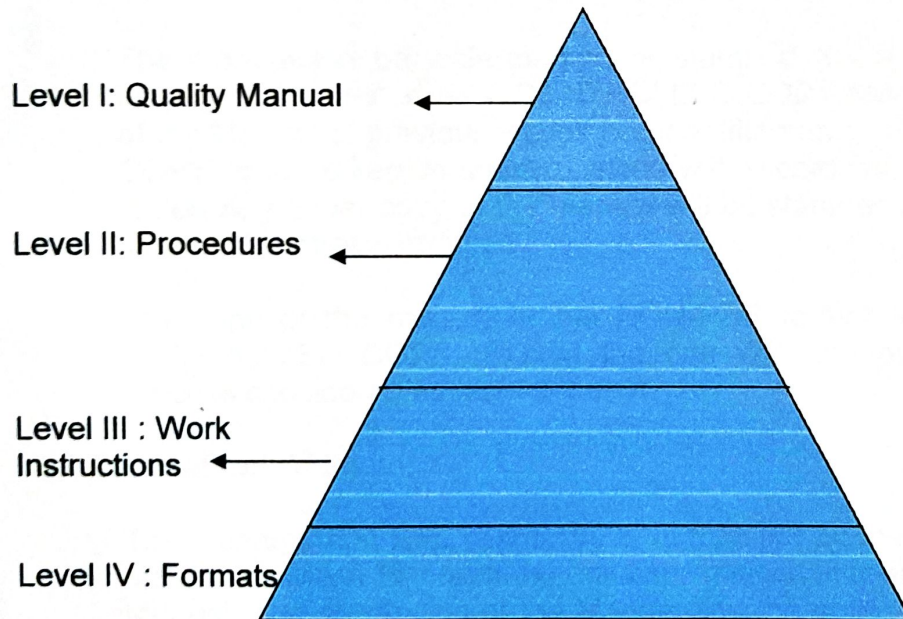 Level I: Quality Manual
Level II: Procedures
Level III : Work
Instructions
Level IV : Formats